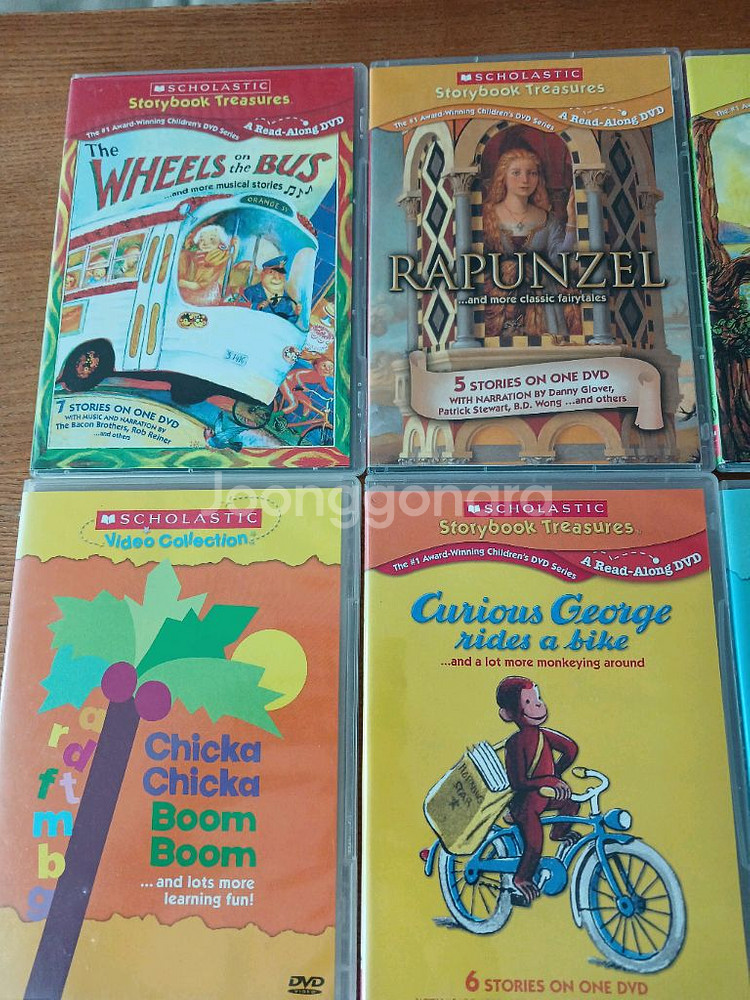 SCHOLASTIC
Storybook Treasures
The #1 Award-Winning Children's DVD Series
A Read-Along DVD
The
WHEELS on the BUS
...and more musical stories
ORANGE ST
7 STORIES ON ONE DVD
WITH MUSIC AND NARRATION BY
The Bacon Brothers, Rob Reiner
...and others
SCHOLASTIC
Storybook Treasures
The #1 Award-Winning Children's DVD Series
A Read-Along DVD
RAPUNZEL
...and more classic fairytales
5 STORIES ON ONE DVD
WITH NARRATION BY Danny Glover,
Patrick Stewart, B.D. Wong ...and others
Joonggonara
SCHOLASTIC
Video Collection
a
r
d
f t
m
b
g
Chicka
Chicka
Boom
Boom
... and lots more
learning fun!
DVD
VIDEO
SCHOLASTIC
Storybook Treasures
The #1 Award-Winning Children's DVD Series
A Read-Along DVD
Curious George
rides a bike
...and a lot more monkeying around
MORNING
STAR
6 STORIES ON ONE DVD